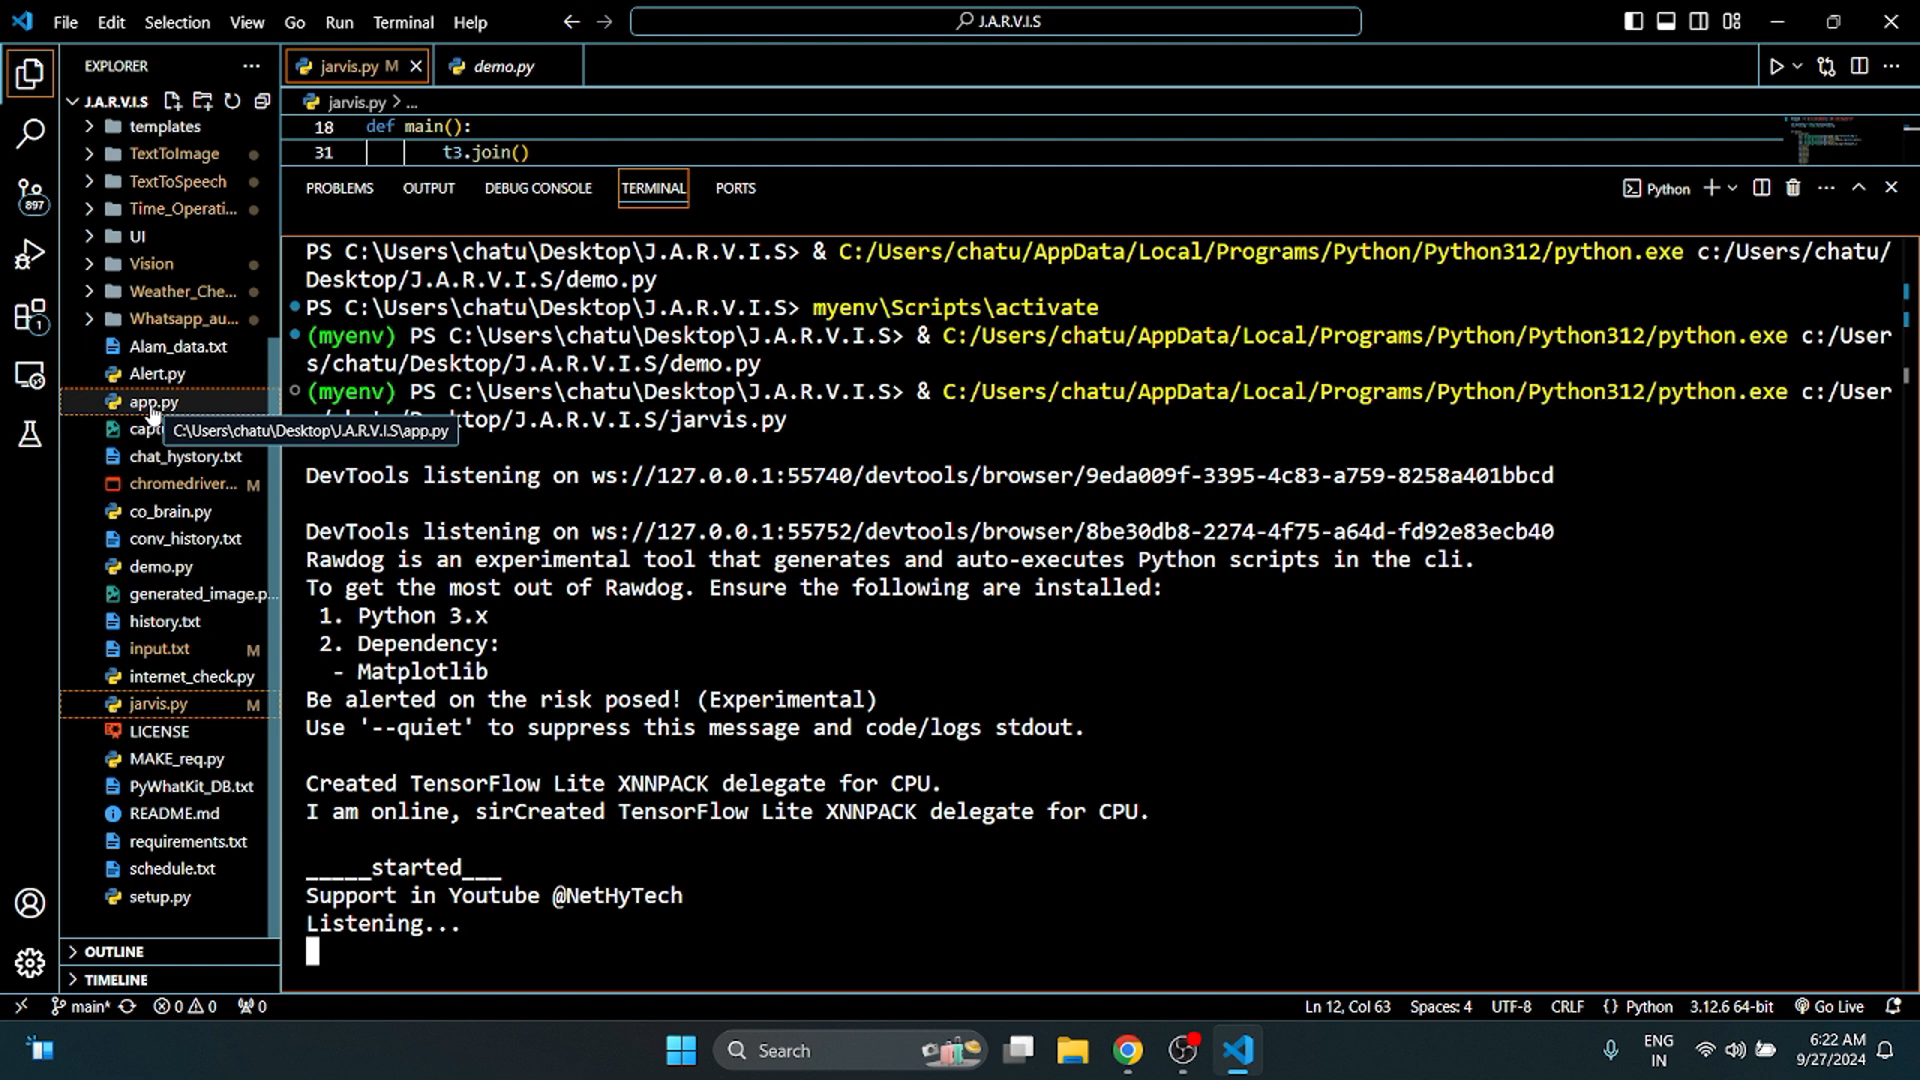 File Edit Selection View Go Run Terminal Help
J.A.R.V.I.S
EXPLORER
J.A.R.V.I.S
templates
TextToImage
TextToSpeech
Time_Operati...
UI
Vision
Weather_Che...
Whatsapp_au...
Alam_data.txt
Alert.py
app.py
C:\Users\chatu\Desktop\J.A.R.V.I.S\app.py
chat_hystory.txt
chromedriver... M
co_brain.py
conv_history.txt
demo.py
generated_image.p...
history.txt
input.txt M
internet_check.py
jarvis.py M
LICENSE
MAKE_req.py
PyWhatKit_DB.txt
README.md
requirements.txt
schedule.txt
setup.py
OUTLINE
TIMELINE
897
1
jarvis.py M
demo.py
jarvis.py > ...
18 def main():
31 t3.join()
PROBLEMS OUTPUT DEBUG CONSOLE TERMINAL PORTS
Python
PS C:\Users\chatu\Desktop\J.A.R.V.I.S> & C:/Users/chatu/AppData/Local/Programs/Python/Python312/python.exe c:/Users/chatu/
Desktop/J.A.R.V.I.S/demo.py
PS C:\Users\chatu\Desktop\J.A.R.V.I.S> myenv\Scripts\activate
(myenv) PS C:\Users\chatu\Desktop\J.A.R.V.I.S> & C:/Users/chatu/AppData/Local/Programs/Python/Python312/python.exe c:/User
s/chatu/Desktop/J.A.R.V.I.S/demo.py
(myenv) PS C:\Users\chatu\Desktop\J.A.R.V.I.S> & C:/Users/chatu/AppData/Local/Programs/Python/Python312/python.exe c:/User
sktop/J.A.R.V.I.S/jarvis.py
DevTools listening on ws://127.0.0.1:55740/devtools/browser/9eda009f-3395-4c83-a759-8258a401bbcd
DevTools listening on ws://127.0.0.1:55752/devtools/browser/8be30db8-2274-4f75-a64d-fd92e83ecb40
Rawdog is an experimental tool that generates and auto-executes Python scripts in the cli.
To get the most out of Rawdog. Ensure the following are installed:
1. Python 3.x
2. Dependency:
- Matplotlib
Be alerted on the risk posed! (Experimental)
Use '--quiet' to suppress this message and code/logs stdout.
Created TensorFlow Lite XNNPACK delegate for CPU.
I am online, sirCreated TensorFlow Lite XNNPACK delegate for CPU.
_____started___
Support in Youtube @NetHyTech
Listening...
main* 0 0 0
Ln 12, Col 63 Spaces: 4 UTF-8 CRLF {} Python 3.12.6 64-bit Go Live
Search
ENG
IN
6:22 AM
9/27/2024